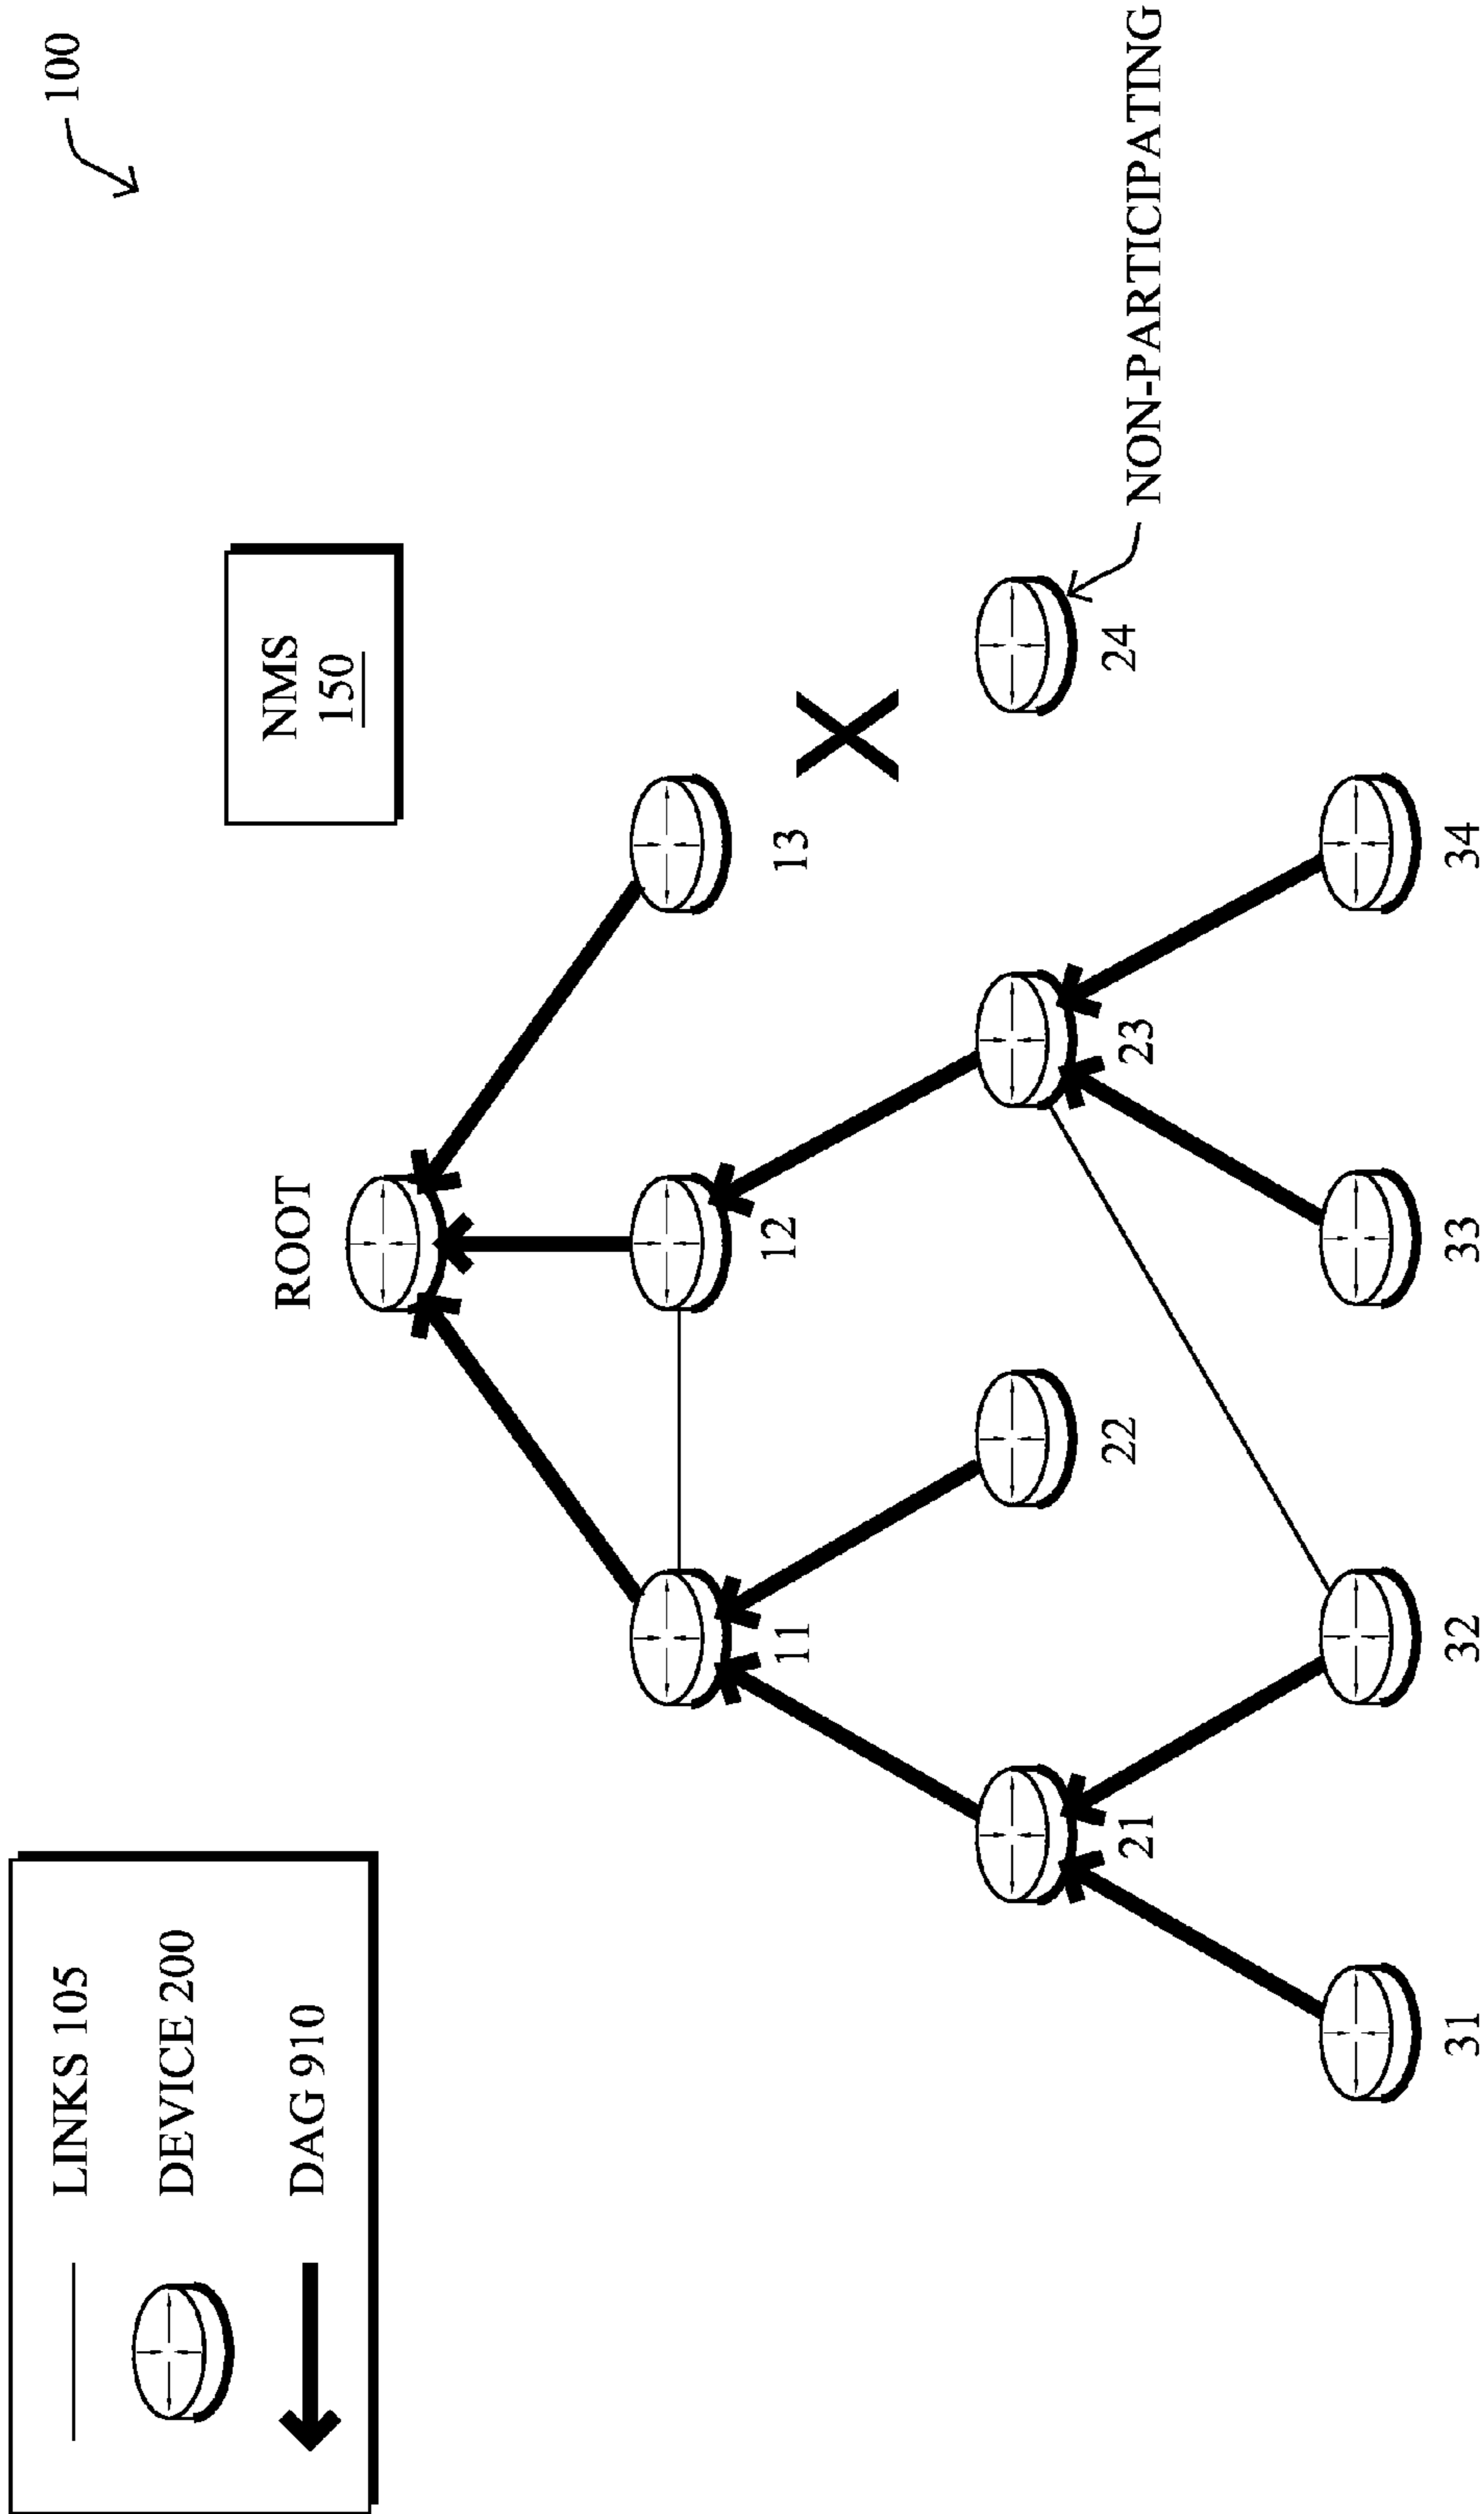 100
LINKS 105
DEVICE 200
DAG 910
NMS
150
ROOT
11
12
13
21
22
23
24
NON-PARTICIPATING
31
32
33
34